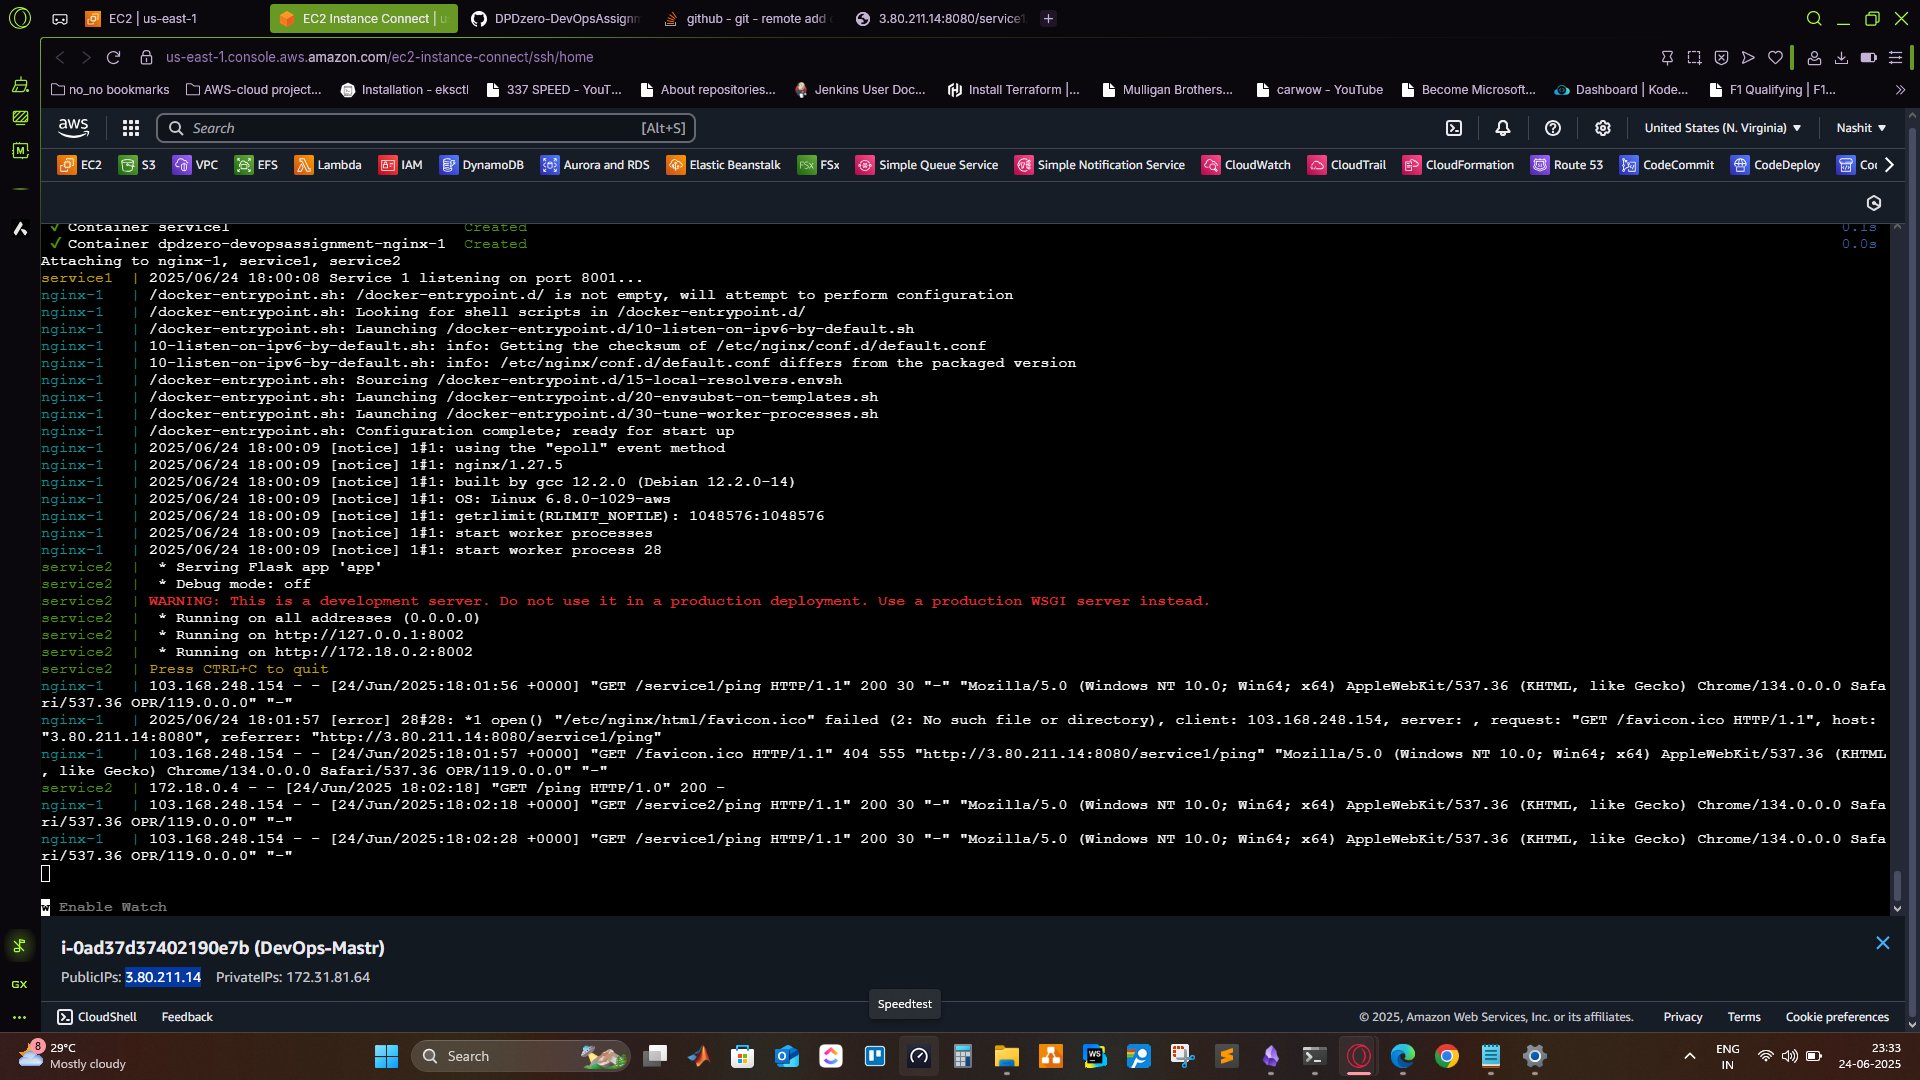 EC2 | us-east-1
EC2 Instance Connect | u
DPDzero-DevOpsAssignm
github - git - remote add
3.80.211.14:8080/service1
us-east-1.console.aws.amazon.com/ec2-instance-connect/ssh/home
no_no bookmarks
AWS-cloud project...
Installation - eksctl
337 SPEED - YouT...
About repositories...
Jenkins User Doc...
Install Terraform |...
Mulligan Brothers...
carwow - YouTube
Become Microsoft...
Dashboard | Kode...
F1 Qualifying | F1...
aws
Search
[Alt+S]
United States (N. Virginia)
Nashit
EC2
S3
VPC
EFS
Lambda
IAM
DynamoDB
Aurora and RDS
Elastic Beanstalk
FSx
Simple Queue Service
Simple Notification Service
CloudWatch
CloudTrail
CloudFormation
Route 53
CodeCommit
CodeDeploy
✓ Container service1 Created 0.1s
✓ Container dpdzero-devopsassignment-nginx-1 Created 0.0s
Attaching to nginx-1, service1, service2
service1 | 2025/06/24 18:00:08 Service 1 listening on port 8001...
nginx-1 | /docker-entrypoint.sh: /docker-entrypoint.d/ is not empty, will attempt to perform configuration
nginx-1 | /docker-entrypoint.sh: Looking for shell scripts in /docker-entrypoint.d/
nginx-1 | /docker-entrypoint.sh: Launching /docker-entrypoint.d/10-listen-on-ipv6-by-default.sh
nginx-1 | 10-listen-on-ipv6-by-default.sh: info: Getting the checksum of /etc/nginx/conf.d/default.conf
nginx-1 | 10-listen-on-ipv6-by-default.sh: info: /etc/nginx/conf.d/default.conf differs from the packaged version
nginx-1 | /docker-entrypoint.sh: Sourcing /docker-entrypoint.d/15-local-resolvers.envsh
nginx-1 | /docker-entrypoint.sh: Launching /docker-entrypoint.d/20-envsubst-on-templates.sh
nginx-1 | /docker-entrypoint.sh: Launching /docker-entrypoint.d/30-tune-worker-processes.sh
nginx-1 | /docker-entrypoint.sh: Configuration complete; ready for start up
nginx-1 | 2025/06/24 18:00:09 [notice] 1#1: using the "epoll" event method
nginx-1 | 2025/06/24 18:00:09 [notice] 1#1: nginx/1.27.5
nginx-1 | 2025/06/24 18:00:09 [notice] 1#1: built by gcc 12.2.0 (Debian 12.2.0-14)
nginx-1 | 2025/06/24 18:00:09 [notice] 1#1: OS: Linux 6.8.0-1029-aws
nginx-1 | 2025/06/24 18:00:09 [notice] 1#1: getrlimit(RLIMIT_NOFILE): 1048576:1048576
nginx-1 | 2025/06/24 18:00:09 [notice] 1#1: start worker processes
nginx-1 | 2025/06/24 18:00:09 [notice] 1#1: start worker process 28
service2 | * Serving Flask app 'app'
service2 | * Debug mode: off
service2 | WARNING: This is a development server. Do not use it in a production deployment. Use a production WSGI server instead.
service2 | * Running on all addresses (0.0.0.0)
service2 | * Running on http://127.0.0.1:8002
service2 | * Running on http://172.18.0.2:8002
service2 | Press CTRL+C to quit
nginx-1 | 103.168.248.154 - - [24/Jun/2025:18:01:56 +0000] "GET /service1/ping HTTP/1.1" 200 30 "-" "Mozilla/5.0 (Windows NT 10.0; Win64; x64) AppleWebKit/537.36 (KHTML, like Gecko) Chrome/134.0.0.0 Safa
ri/537.36 OPR/119.0.0.0" "-"
nginx-1 | 2025/06/24 18:01:57 [error] 28#28: *1 open() "/etc/nginx/html/favicon.ico" failed (2: No such file or directory), client: 103.168.248.154, server: , request: "GET /favicon.ico HTTP/1.1", host:
"3.80.211.14:8080", referrer: "http://3.80.211.14:8080/service1/ping"
nginx-1 | 103.168.248.154 - - [24/Jun/2025:18:01:57 +0000] "GET /favicon.ico HTTP/1.1" 404 555 "http://3.80.211.14:8080/service1/ping" "Mozilla/5.0 (Windows NT 10.0; Win64; x64) AppleWebKit/537.36 (KHTML
, like Gecko) Chrome/134.0.0.0 Safari/537.36 OPR/119.0.0.0" "-"
service2 | 172.18.0.4 - - [24/Jun/2025 18:02:18] "GET /ping HTTP/1.0" 200 -
nginx-1 | 103.168.248.154 - - [24/Jun/2025:18:02:18 +0000] "GET /service2/ping HTTP/1.1" 200 30 "-" "Mozilla/5.0 (Windows NT 10.0; Win64; x64) AppleWebKit/537.36 (KHTML, like Gecko) Chrome/134.0.0.0 Safa
ri/537.36 OPR/119.0.0.0" "-"
nginx-1 | 103.168.248.154 - - [24/Jun/2025:18:02:28 +0000] "GET /service1/ping HTTP/1.1" 200 30 "-" "Mozilla/5.0 (Windows NT 10.0; Win64; x64) AppleWebKit/537.36 (KHTML, like Gecko) Chrome/134.0.0.0 Safa
ri/537.36 OPR/119.0.0.0" "-"
w Enable Watch
i-0ad37d37402190e7b (DevOps-Mastr)
PublicIPs: 3.80.211.14 PrivateIPs: 172.31.81.64
GX
Speedtest
CloudShell
Feedback
© 2025, Amazon Web Services, Inc. or its affiliates.
Privacy
Terms
Cookie preferences
8
29°C
Mostly cloudy
Search
WS
ENG
IN
23:33
24-06-2025